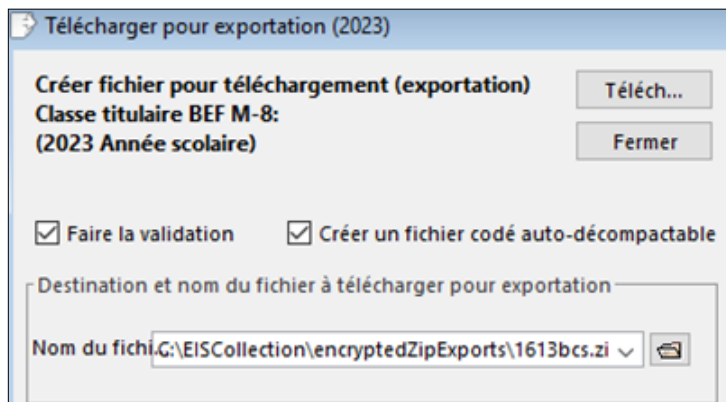 Télécharger pour exportation (2023)
Créer fichier pour téléchargement (exportation)
Téléch...
Classe titulaire BEF M-8:
(2023 Année scolaire)
Fermer
Faire la validation
Créer un fichier codé auto-décompactable
Destination et nom du fichier à télécharger pour exportation
Nom du fichi. C:\EISCollection\encryptedZipExports\1613bcs.zi